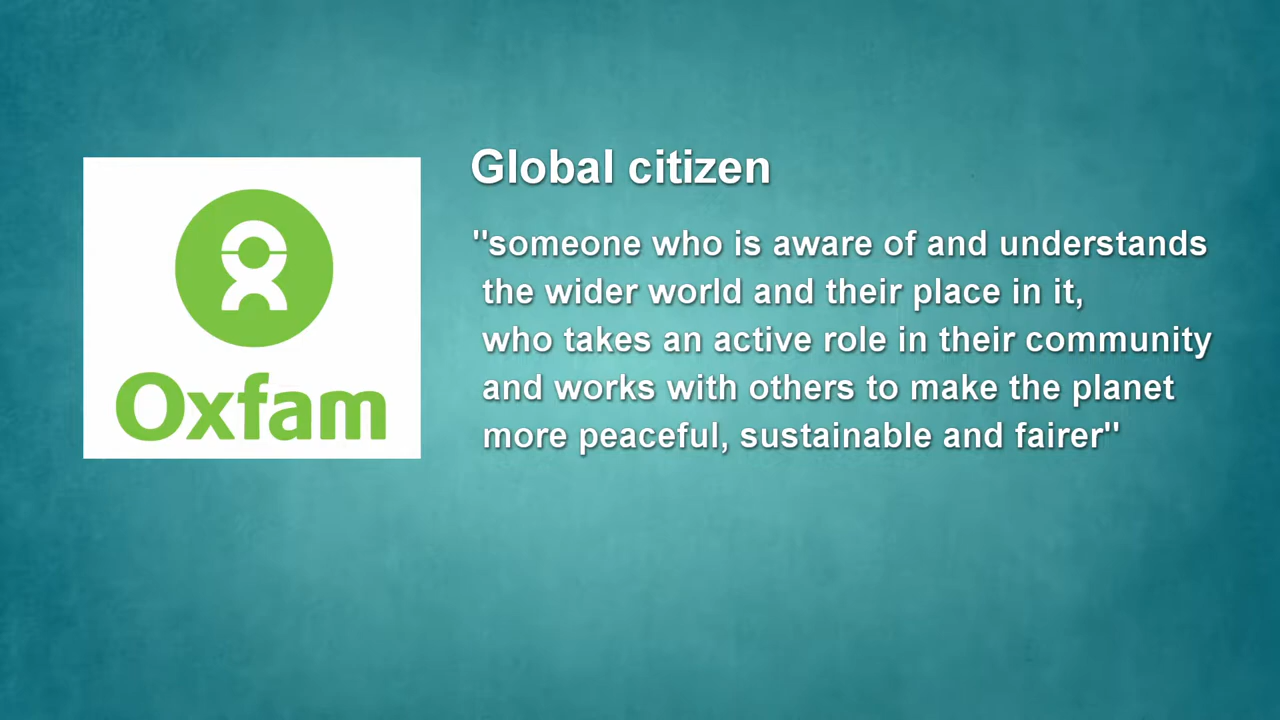 Oxfam
Global citizen
"someone who is aware of and understands
the wider world and their place in it,
who takes an active role in their community
and works with others to make the planet
more peaceful, sustainable and fairer"